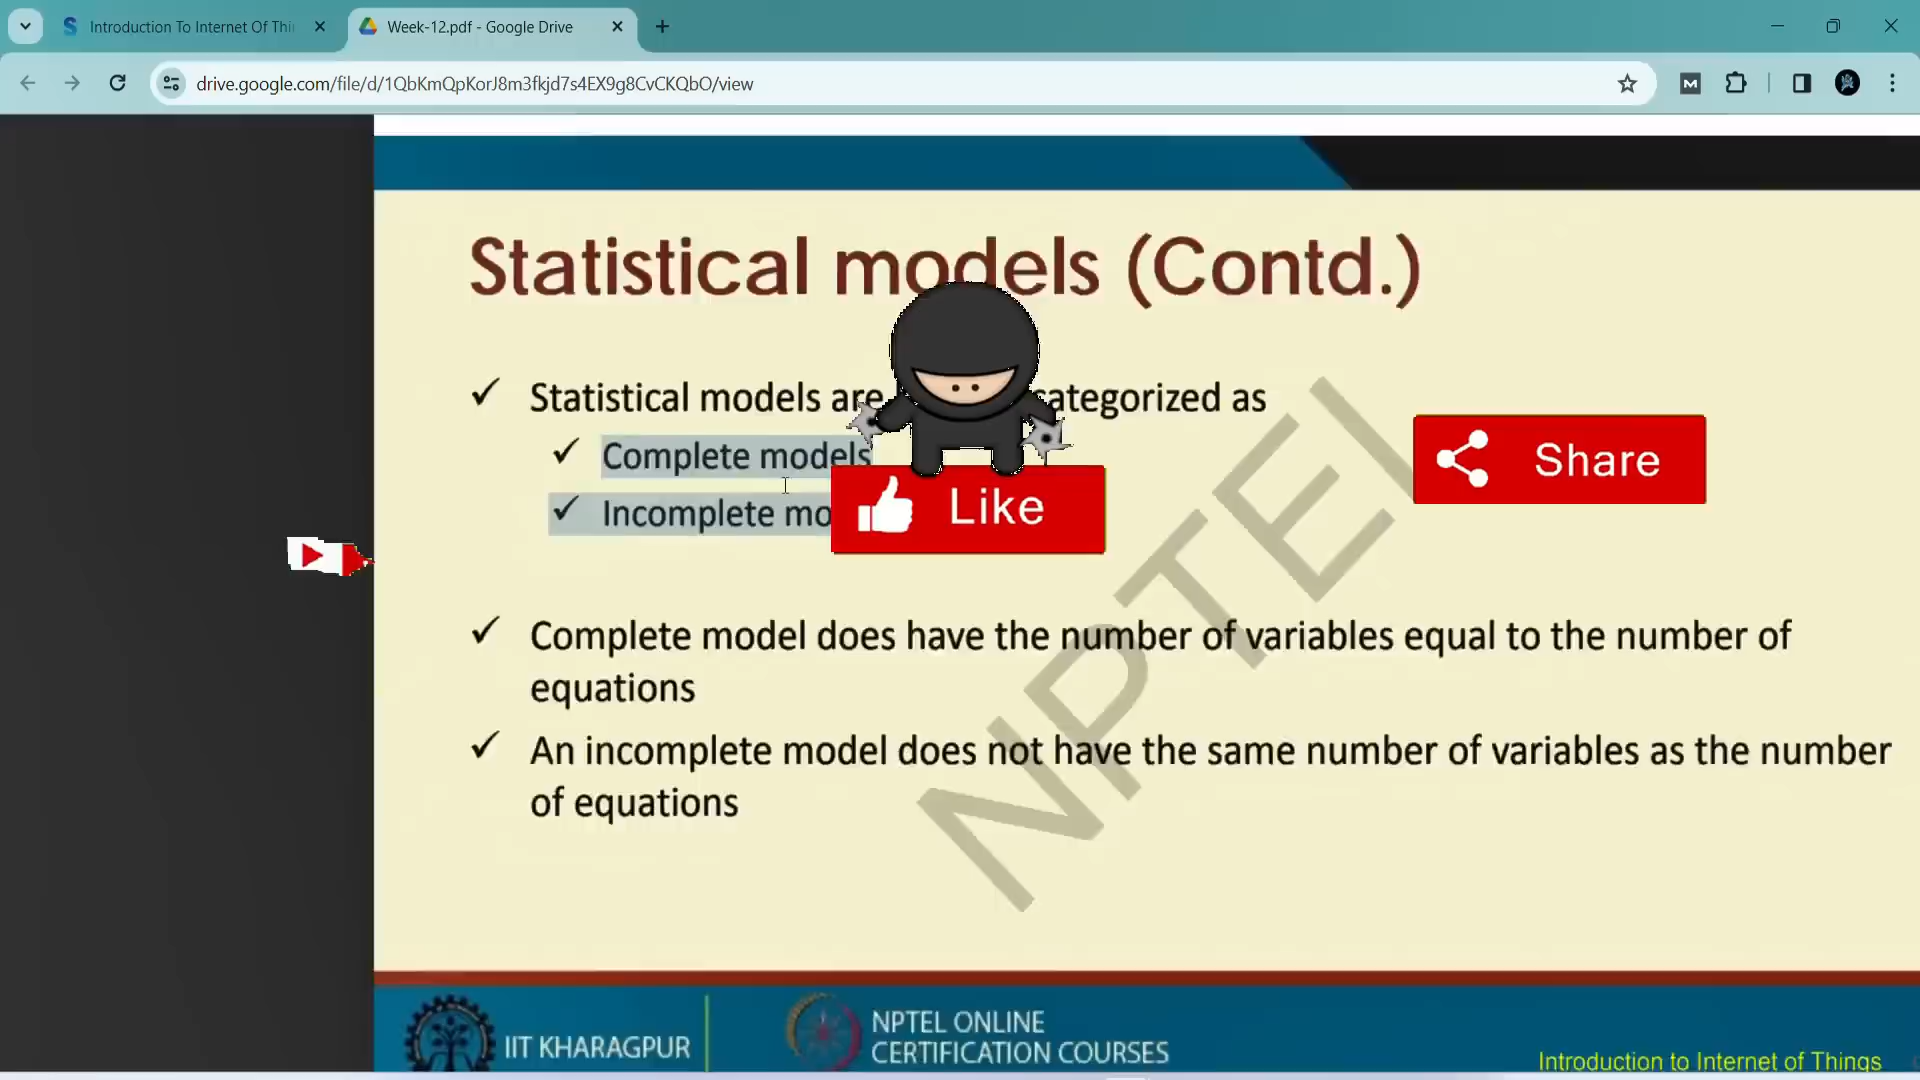 Introduction To Internet Of Thi
Week-12.pdf - Google Drive
drive.google.com/file/d/1QbKmQpKorJ8m3fkjd7s4EX9g8CvCKQbO/view
Statistical models (Contd.)
✓ Statistical models are categorized as
✓ Complete models
✓ Incomplete mo
Like
Share
✓ Complete model does have the number of variables equal to the number of
equations
✓ An incomplete model does not have the same number of variables as the number
of equations
NPTEL
IIT KHARAGPUR
NPTEL ONLINE
CERTIFICATION COURSES
Introduction to Internet of Things